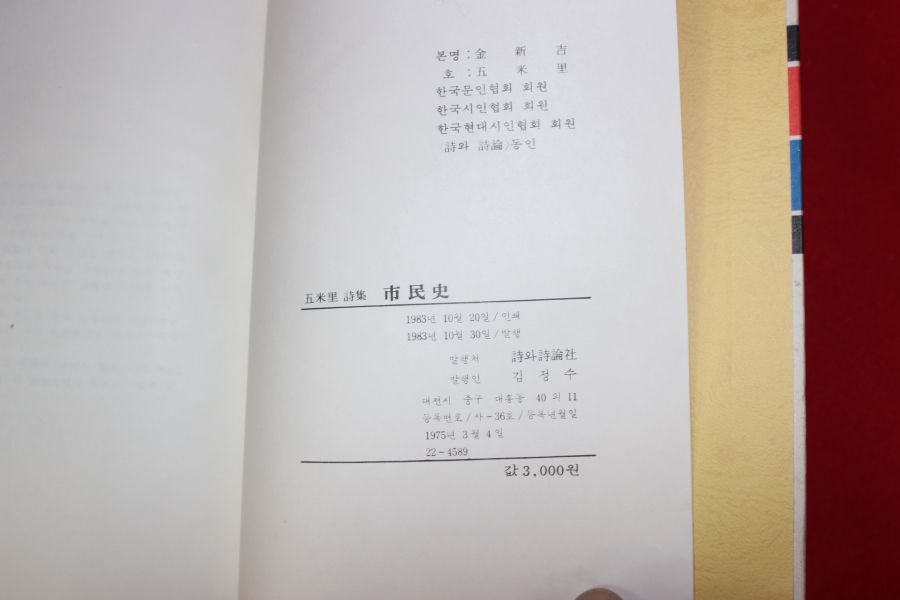 본명 : 金 新 吉
호 : 五 米 里
한국문인협회 회원
한국시인협회 회원
한국현대시인협회 회원
〈詩와 詩論〉동인
五米里 詩集 市民史
1983년 10월 20일 / 인쇄
1983년 10월 30일 / 발행
발행처 詩와詩論社
발행인 김 정 수
대전시 중구 대흥동 40의 11
등록번호 / 사-36호 / 등록년월일
1975년 3월 4일
22-4589
값 3,000원